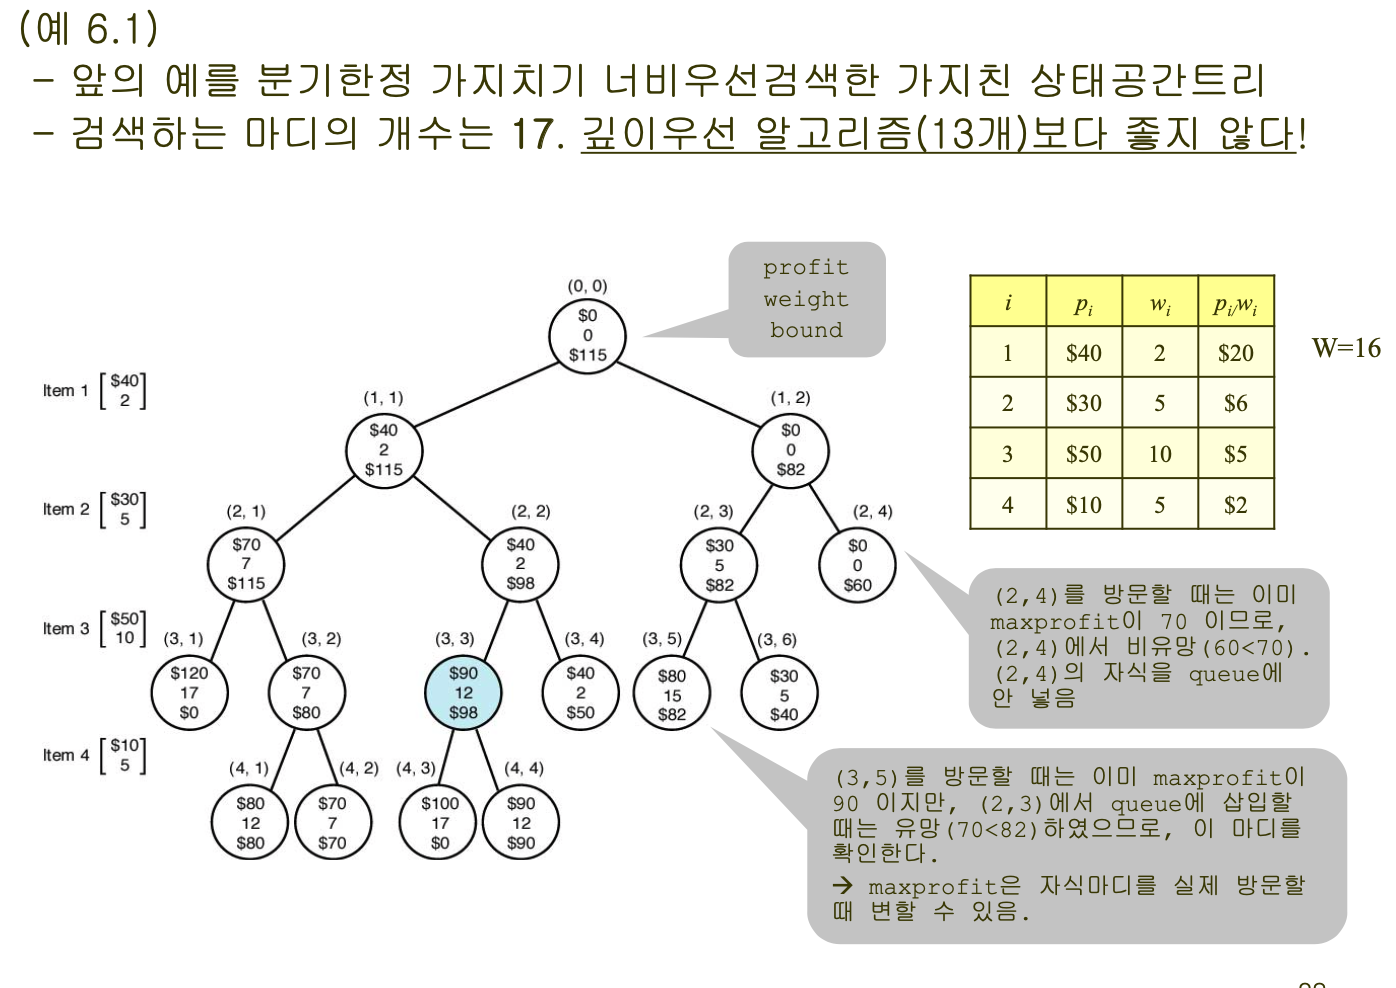 (예 6.1)
– 앞의 예를 분기한정 가지치기 너비우선검색한 가지친 상태공간트리
– 검색하는 마디의 개수는 17. 깊이우선 알고리즘(13개)보다 좋지 않다!
profit
weight
bound
(0, 0)
$0
0
$115
i pᵢ wᵢ pᵢ/wᵢ
1 $40 2 $20
2 $30 5 $6
3 $50 10 $5
4 $10 5 $2
W=16
Item 1 [$40
2]
(1, 1)
$40
2
$115
(1, 2)
$0
0
$82
Item 2 [$30
5]
(2, 1)
$70
7
$115
(2, 2)
$40
2
$98
(2, 3)
$30
5
$82
(2, 4)
$0
0
$60
(2,4)를 방문할 때는 이미
maxprofit이 70 이므로,
(2,4)에서 비유망(60<70).
(2,4)의 자식을 queue에
안 넣음
Item 3 [$50
10]
(3, 1)
$120
17
$0
(3, 2)
$70
7
$80
(3, 3)
$90
12
$98
(3, 4)
$40
2
$50
(3, 5)
$80
15
$82
(3, 6)
$30
5
$40
Item 4 [$10
5]
(4, 1)
$80
12
$80
(4, 2)
$70
7
$70
(4, 3)
$100
17
$0
(4, 4)
$90
12
$90
(3,5)를 방문할 때는 이미 maxprofit이
90 이지만, (2,3)에서 queue에 삽입할
때는 유망(70<82)하였으므로, 이 마디를
확인한다.
→ maxprofit은 자식마디를 실제 방문할
때 변할 수 있음.